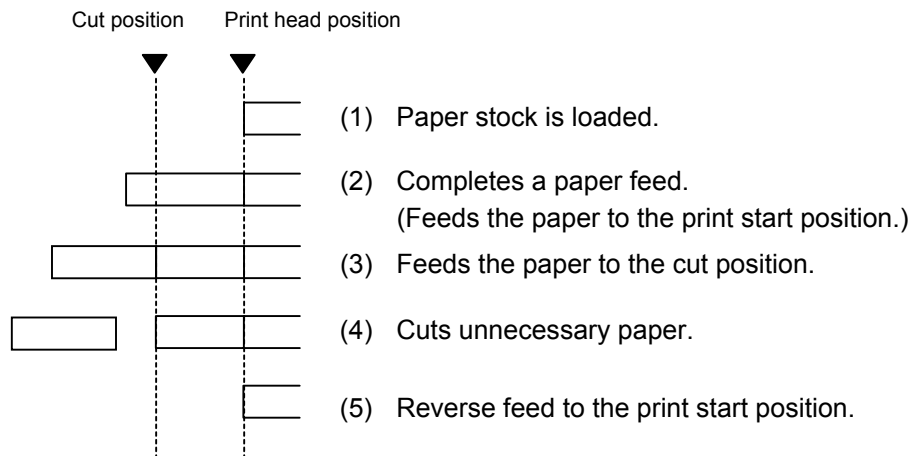 Cut position Print head position
(1) Paper stock is loaded.
(2) Completes a paper feed.
(Feeds the paper to the print start position.)
(3) Feeds the paper to the cut position.
(4) Cuts unnecessary paper.
(5) Reverse feed to the print start position.